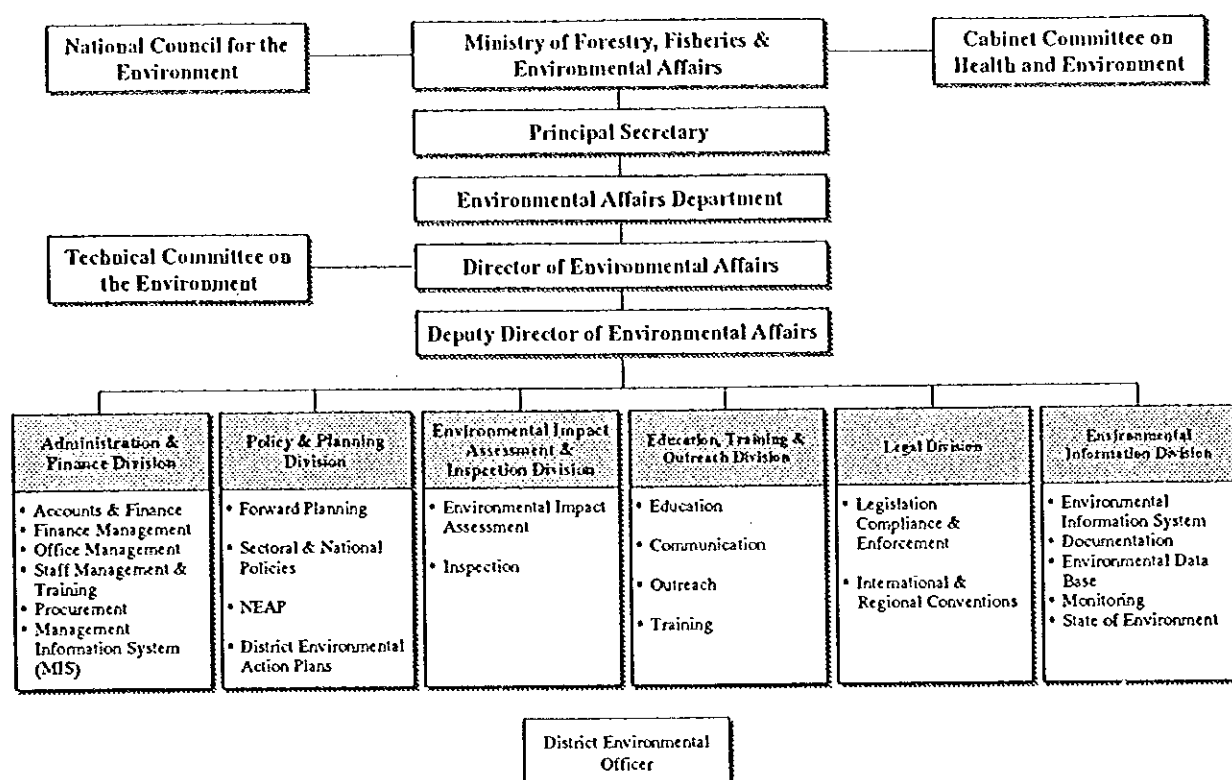 National Council for the
Environment
Ministry of Forestry, Fisheries &
Environmental Affairs
Cabinet Committee on
Health and Environment
Principal Secretary
Environmental Affairs Department
Technical Committee on
the Environment
Director of Environmental Affairs
Deputy Director of Environmental Affairs
Administration &
Finance Division
• Accounts & Finance
• Finance Management
• Office Management
• Staff Management &
Training
• Procurement
• Management
Information System
(MIS)
Policy & Planning
Division
• Forward Planning
• Sectoral & National
Policies
• NEAP
• District Environmental
Action Plans
Environmental Impact
Assessment &
Inspection Division
• Environmental Impact
Assessment
• Inspection
Education, Training &
Outreach Division
• Education
• Communication
• Outreach
• Training
Legal Division
• Legislation
Compliance &
Enforcement
• International &
Regional Conventions
Environmental
Information Division
• Environmental
Information System
• Documentation
• Environmental Data
Base
• Monitoring
• State of Environment
District Environmental
Officer